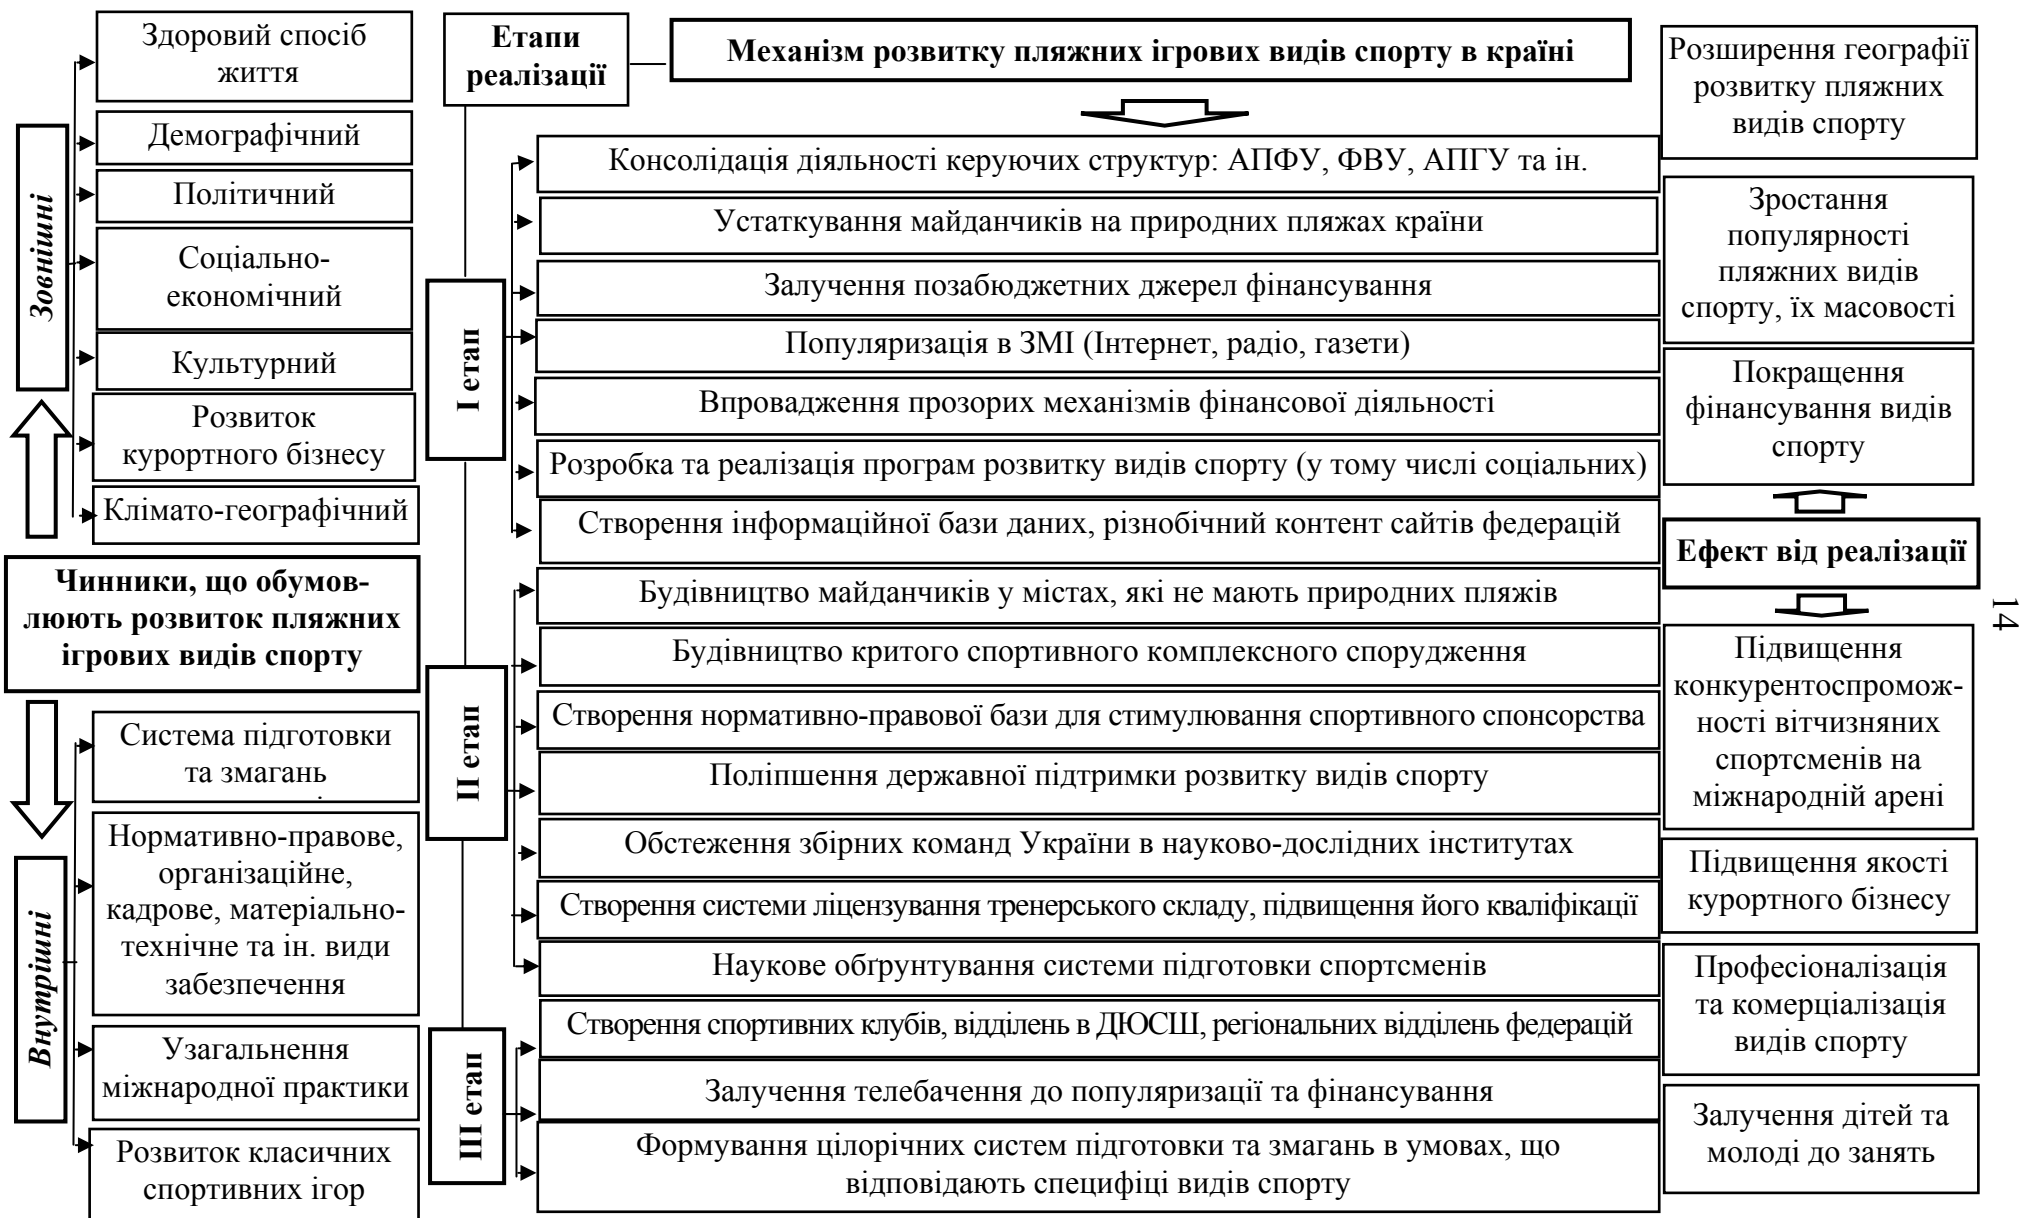 Здоровий спосіб
життя
Демографічний
Політичний
Соціально-
економічний
Культурний
Розвиток
курортного бізнесу
Клімато-географічний
Зовнішні
Чинники, що обумов-
люють розвиток пляжних
ігрових видів спорту
Внутрішні
Система підготовки
та змагань
Нормативно-правове,
організаційне,
кадрове, матеріально-
технічне та ін. види
забезпечення
Узагальнення
міжнародної практики
Розвиток класичних
спортивних ігор
Етапи
реалізації
Механізм розвитку пляжних ігрових видів спорту в країні
І етап
Консолідація діяльності керуючих структур: АПФУ, ФВУ, АПГУ та ін.
Устаткування майданчиків на природних пляжах країни
Залучення позабюджетних джерел фінансування
Популяризація в ЗМІ (Інтернет, радіо, газети)
Впровадження прозорих механізмів фінансової діяльності
Розробка та реалізація програм розвитку видів спорту (у тому числі соціальних)
Створення інформаційної бази даних, різнобічний контент сайтів федерацій
ІІ етап
Будівництво майданчиків у містах, які не мають природних пляжів
Будівництво критого спортивного комплексного спорудження
Створення нормативно-правової бази для стимулювання спортивного спонсорства
Поліпшення державної підтримки розвитку видів спорту
Обстеження збірних команд України в науково-дослідних інститутах
Створення системи ліцензування тренерського складу, підвищення його кваліфікації
Наукове обґрунтування системи підготовки спортсменів
ІІІ етап
Створення спортивних клубів, відділень в ДЮСШ, регіональних відділень федерацій
Залучення телебачення до популяризації та фінансування
Формування цілорічних систем підготовки та змагань в умовах, що
відповідають специфіці видів спорту
Розширення географії
розвитку пляжних
видів спорту
Зростання
популярності
пляжних видів
спорту, їх масовості
Покращення
фінансування видів
спорту
Ефект від реалізації
Підвищення
конкурентоспромож-
ності вітчизняних
спортсменів на
міжнародній арені
Підвищення якості
курортного бізнесу
Професіоналізація
та комерціалізація
видів спорту
Залучення дітей та
молоді до занять
14